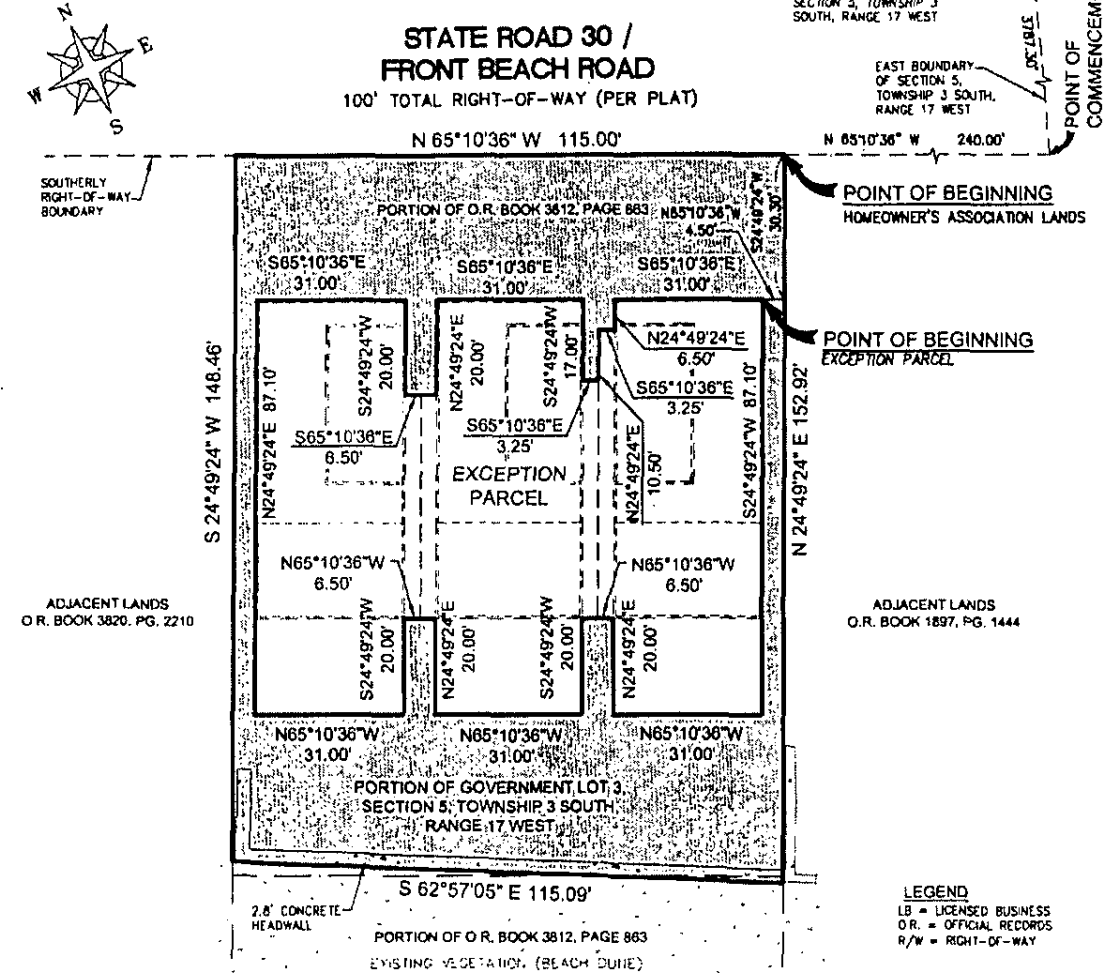 SECTION 5, TOWNSHIP 3
SOUTH, RANGE 17 WEST
N
E
W
S
STATE ROAD 30 /
FRONT BEACH ROAD
100' TOTAL RIGHT-OF-WAY (PER PLAT)
EAST BOUNDARY
OF SECTION 5,
TOWNSHIP 3 SOUTH,
RANGE 17 WEST
3787.30'
POINT OF
N 65°10'36" W 115.00'
N 65°10'36" W 240.00'
SOUTHERLY
RIGHT-OF-WAY
BOUNDARY
POINT OF BEGINNING
HOMEOWNER'S ASSOCIATION LANDS
PORTION OF O.R. BOOK 3812, PAGE 863
N65°10'36"W
4.50'
S24°49'24"W
30.30'
S65°10'36"E
31.00'
S65°10'36"E
31.00'
S65°10'36"E
31.00'
POINT OF BEGINNING
EXCEPTION PARCEL
S24°49'24"W
20.00'
N24°49'24"E
20.00'
S24°49'24"W
17.00'
N24°49'24"E
6.50'
S65°10'36"E
3.25'
S65°10'36"E
6.50'
S65°10'36"E
3.25'
N24°49'24"E
10.50'
S 24°49'24" W 148.46'
N24°49'24"E 87.10'
EXCEPTION
PARCEL
S24°49'24"W 87.10'
N 24°49'24" E 152.92'
N65°10'36"W
6.50'
N65°10'36"W
6.50'
ADJACENT LANDS
O.R. BOOK 3820, PG. 2210
ADJACENT LANDS
O.R. BOOK 1897, PG. 1444
S24°49'24"W
20.00'
N24°49'24"E
20.00'
S24°49'24"W
20.00'
N24°49'24"E
20.00'
N65°10'36"W
31.00'
N65°10'36"W
31.00'
N65°10'36"W
31.00'
PORTION OF GOVERNMENT LOT 3,
SECTION 5, TOWNSHIP 3 SOUTH,
RANGE 17 WEST
S 62°57'05" E 115.09'
2.8' CONCRETE
HEADWALL
PORTION OF O.R. BOOK 3812, PAGE 863
EXISTING VEGETATION (BEACH DUNE)
LEGEND
LB = LICENSED BUSINESS
O.R. = OFFICIAL RECORDS
R/W = RIGHT-OF-WAY